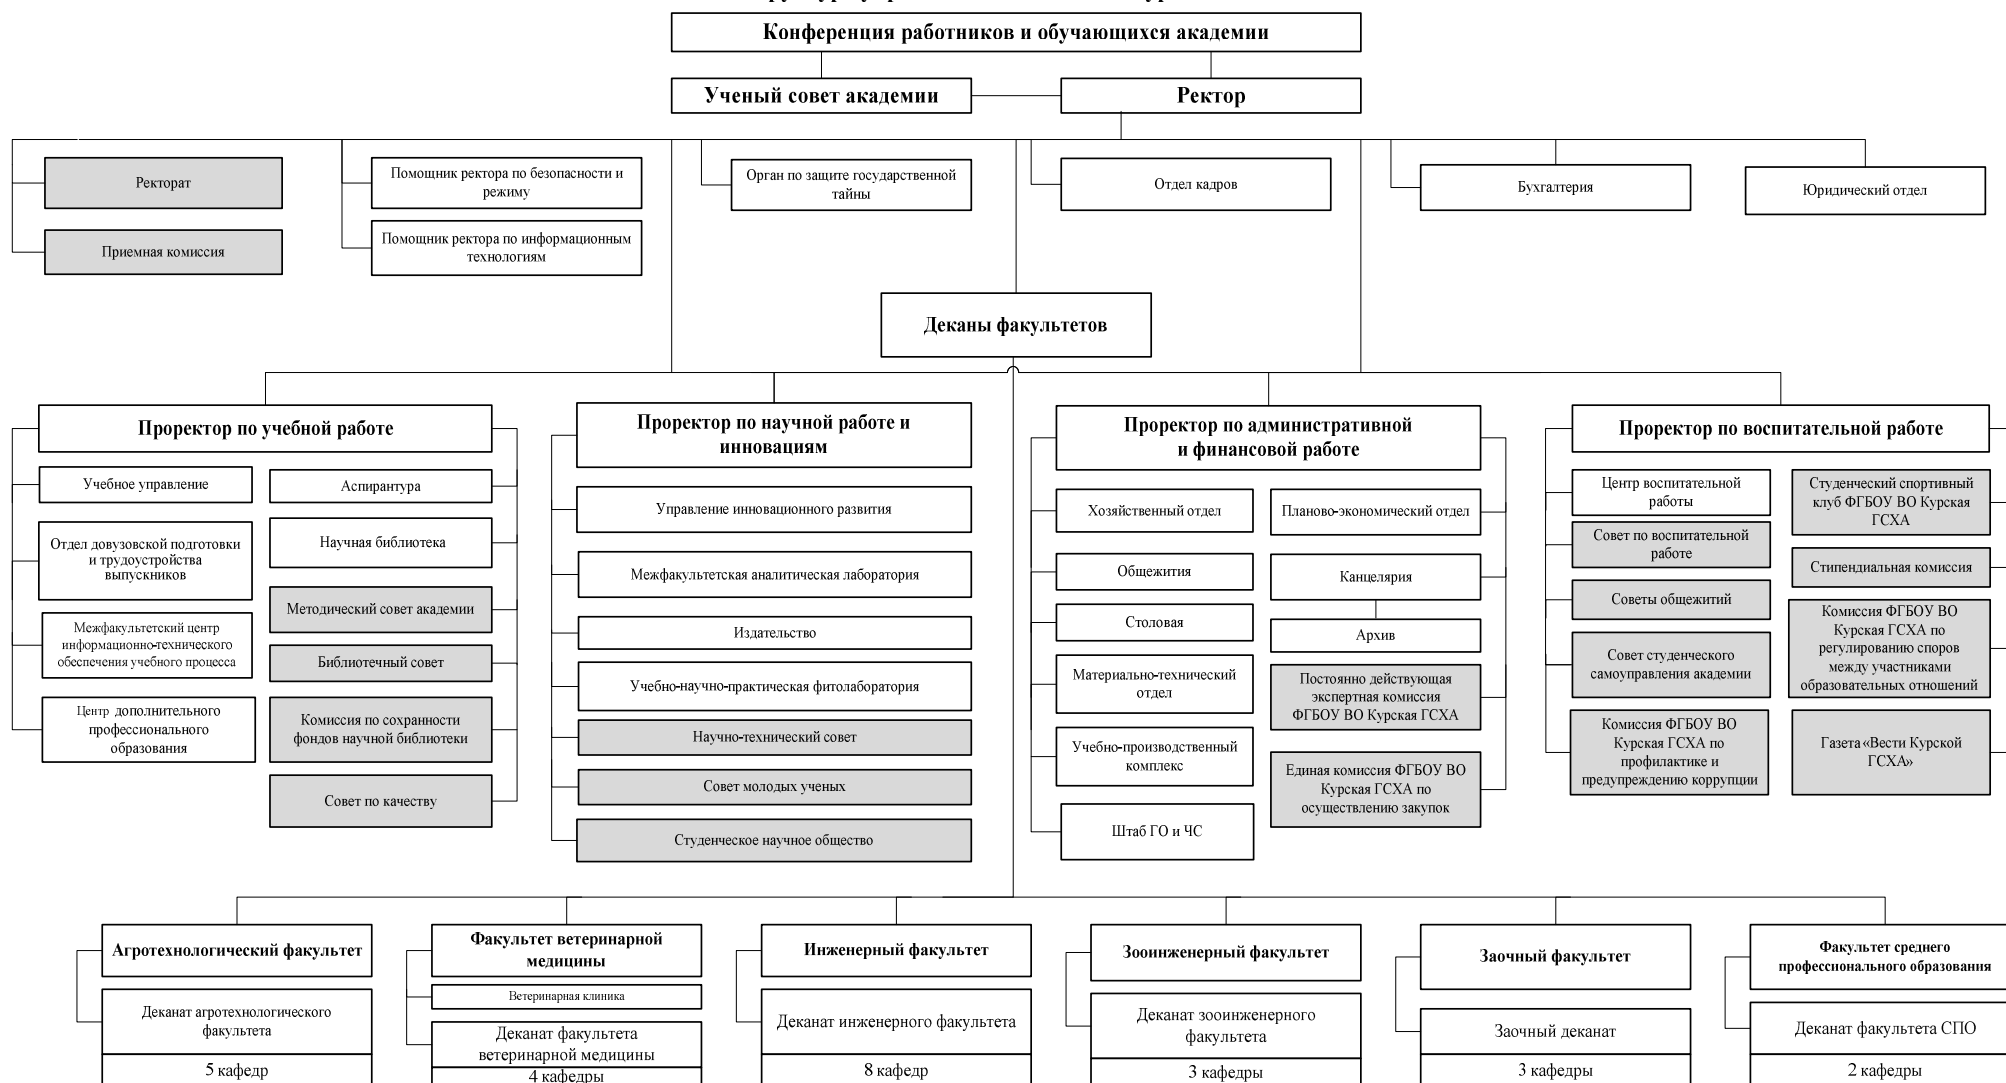 Конференция работников и обучающихся академии
Ученый совет академии
Ректор
Ректорат
Приемная комиссия
Помощник ректора по безопасности и
режиму
Помощник ректора по информационным
технологиям
Орган по защите государственной
тайны
Отдел кадров
Бухгалтерия
Юридический отдел
Деканы факультетов
Проректор по учебной работе
Учебное управление
Отдел довузовской подготовки
и трудоустройства
выпускников
Межфакультетский центр
информационно-технического
обеспечения учебного процесса
Центр дополнительного
профессионального
образования
Аспирантура
Научная библиотека
Методический совет академии
Библиотечный совет
Комиссия по сохранности
фондов научной библиотеки
Совет по качеству
Проректор по научной работе и
инновациям
Управление инновационного развития
Межфакультетская аналитическая лаборатория
Издательство
Учебно-научно-практическая фитолаборатория
Научно-технический совет
Совет молодых ученых
Студенческое научное общество
Проректор по административной
и финансовой работе
Хозяйственный отдел
Общежития
Столовая
Материально-технический
отдел
Учебно-производственный
комплекс
Штаб ГО и ЧС
Планово-экономический отдел
Канцелярия
Архив
Постоянно действующая
экспертная комиссия
ФГБОУ ВО Курская ГСХА
Единая комиссия ФГБОУ ВО
Курская ГСХА по
осуществлению закупок
Проректор по воспитательной работе
Центр воспитательной
работы
Совет по воспитательной
работе
Советы общежитий
Совет студенческого
самоуправления академии
Комиссия ФГБОУ ВО
Курская ГСХА по
профилактике и
предупреждению коррупции
Студенческий спортивный
клуб ФГБОУ ВО Курская
ГСХА
Стипендиальная комиссия
Комиссия ФГБОУ ВО
Курская ГСХА по
регулированию споров
между участниками
образовательных отношений
Газета «Вести Курской
ГСХА»
Агротехнологический факультет
Деканат агротехнологического
факультета
5 кафедр
Факультет ветеринарной
медицины
Ветеринарная клиника
Деканат факультета
ветеринарной медицины
4 кафедры
Инженерный факультет
Деканат инженерного факультета
8 кафедр
Зооинженерный факультет
Деканат зооинженерного
факультета
3 кафедры
Заочный факультет
Заочный деканат
3 кафедры
Факультет среднего
профессионального образования
Деканат факультета СПО
2 кафедры